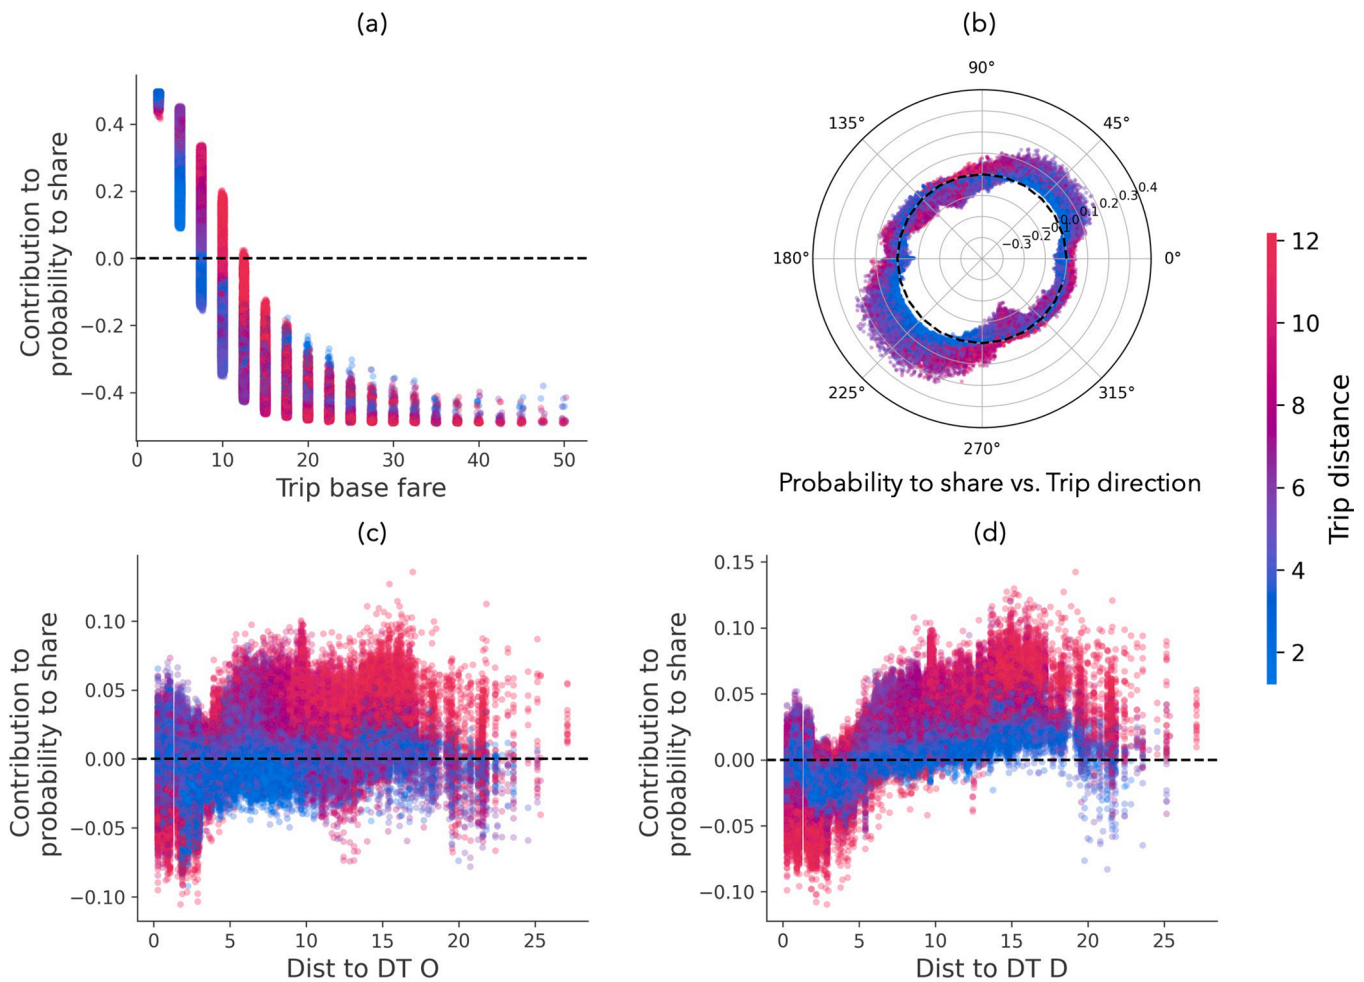 (a)
Contribution to
probability to share
0.4
0.2
0.0
−0.2
−0.4
0 10 20 30 40 50
Trip base fare
(b)
90°
135° 45°
180° 0°
225° 315°
270°
−0.3 −0.2 −0.1 0.0 0.1 0.2 0.3 0.4
Probability to share vs. Trip direction
(c)
Contribution to
probability to share
0.10
0.05
0.00
−0.05
−0.10
0 5 10 15 20 25
Dist to DT O
(d)
Contribution to
probability to share
0.15
0.10
0.05
0.00
−0.05
−0.10
0 5 10 15 20 25
Dist to DT D
12
10
8
6
4
2
Trip distance